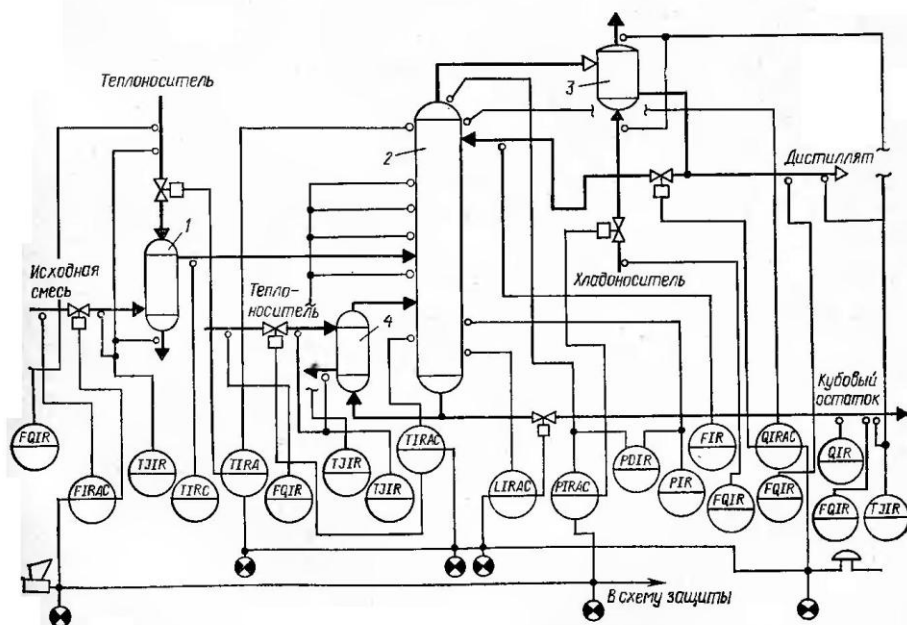 Теплоноситель
3
2
Дистиллят
1
Исходная
смесь
Тепло-
носитель
Хладоноситель
4
Кубовый
остаток
FQIR
FIRAC
TJIR
TIRC
TIRA
FQIR
TJIR
TJIR
TIRAC
LIRAC
PIRAC
PDIR
PIR
FIR
FQIR
QIRAC
FQIR
QIR
FQIR
TJIR
В схему защиты